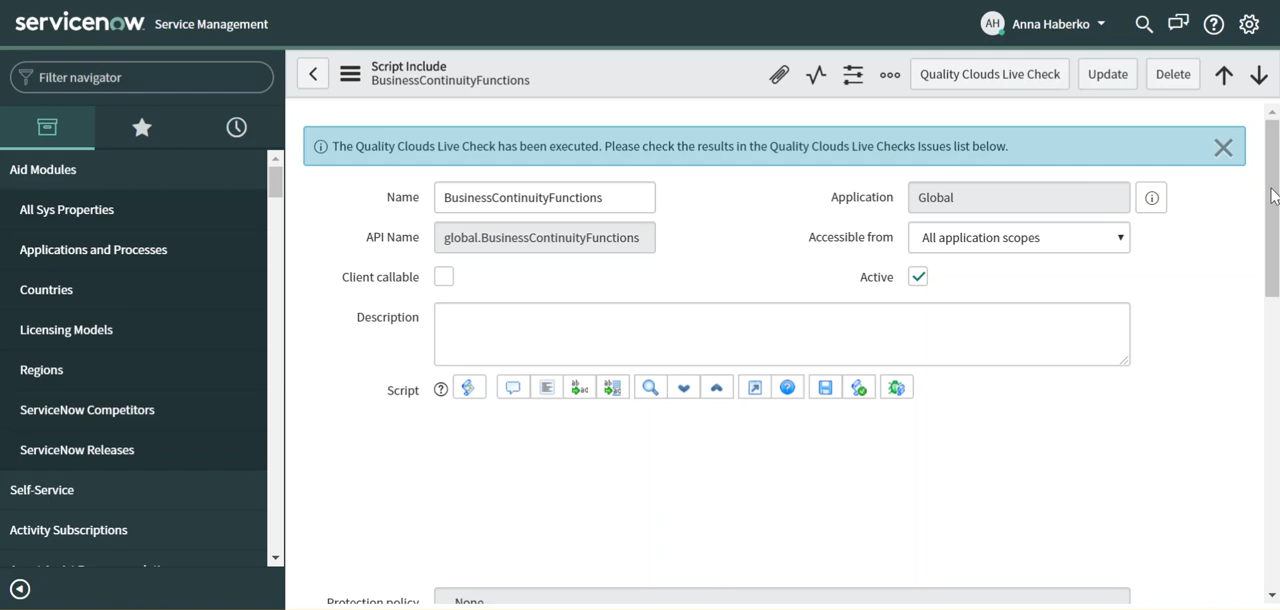 servicenow. Service Management
AH Anna Haberko
Filter navigator
Script Include
BusinessContinuityFunctions
Quality Clouds Live Check
Update
Delete
Aid Modules
All Sys Properties
Applications and Processes
Countries
Licensing Models
Regions
ServiceNow Competitors
ServiceNow Releases
Self-Service
Activity Subscriptions
The Quality Clouds Live Check has been executed. Please check the results in the Quality Clouds Live Checks Issues list below.
Name BusinessContinuityFunctions
Application Global
API Name global.BusinessContinuityFunctions
Accessible from All application scopes
Client callable
Active
Description
Script
Protection policy None